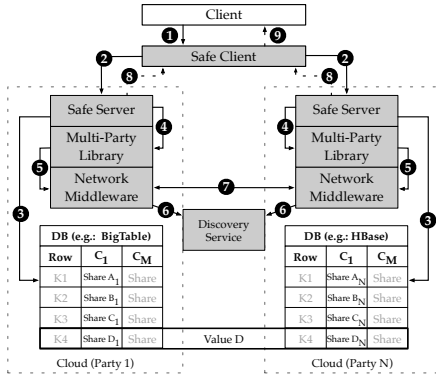 Client
1
9
Safe Client
2
2
8
8
Safe Server
Safe Server
4
4
Multi-Party Library
Multi-Party Library
5
5
Network Middleware
Network Middleware
7
3
3
6
6
Discovery Service
DB (e.g.: BigTable)
Row C1 CM
K1 Share A1 Share
K2 Share B1 Share
K3 Share C1 Share
K4 Share D1 Share
Value D
DB (e.g.: HBase)
Row C1 CM
K1 Share AN Share
K2 Share BN Share
K3 Share CN Share
K4 Share DN Share
Cloud (Party 1)
Cloud (Party N)